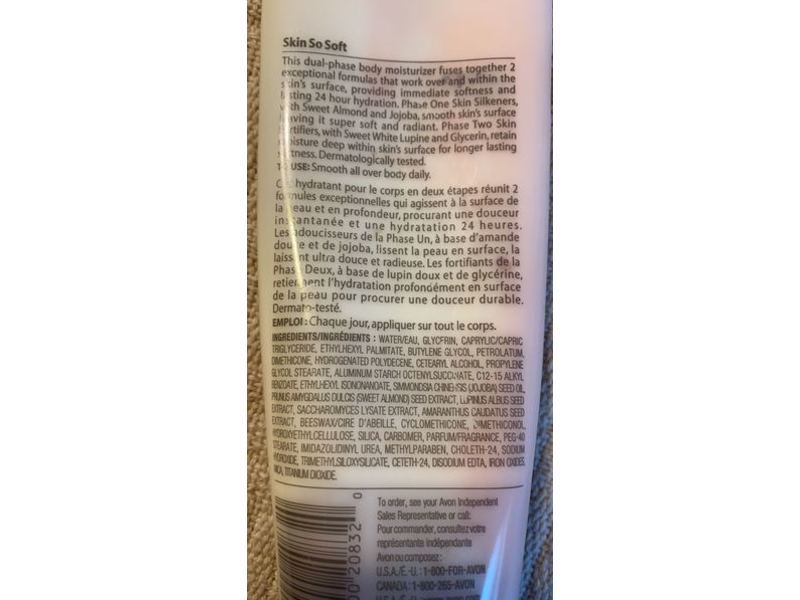 Skin So Soft
This dual-phase body moisturizer fuses together 2
exceptional formulas that work over and within the
skin's surface, providing immediate softness and
lasting 24 hour hydration. Phase One Skin Silkeners,
with Sweet Almond and Jojoba, smooth skin's surface
leaving it super soft and radiant. Phase Two Skin
Fortifiers, with Sweet White Lupine and Glycerin, retain
moisture deep within skin's surface for longer lasting
softness. Dermatologically tested.
TO USE: Smooth all over body daily.
Cet hydratant pour le corps en deux étapes réunit 2
formules exceptionnelles qui agissent à la surface de
la peau et en profondeur, procurant une douceur
instantanée et une hydratation 24 heures.
Les adoucisseurs de la Phase Un, à base d'amande
douce et de jojoba, lissent la peau en surface, la
laissant ultra douce et radieuse. Les fortifiants de la
Phase Deux, à base de lupin doux et de glycérine,
retiennent l'hydratation profondément en surface
de la peau pour procurer une douceur durable.
Dermato-testé.
EMPLOI : Chaque jour, appliquer sur tout le corps.
INGREDIENTS/INGRÉDIENTS : WATER/EAU, GLYCERIN, CAPRYLIC/CAPRIC
TRIGLYCERIDE, ETHYLHEXYL PALMITATE, BUTYLENE GLYCOL, PETROLATUM,
DIMETHICONE, HYDROGENATED POLYDECENE, CETEARYL ALCOHOL, PROPYLENE
GLYCOL STEARATE, ALUMINUM STARCH OCTENYLSUCCINATE, C12-15 ALKYL
BENZOATE, ETHYLHEXYL ISONONANOATE, SIMMONDSIA CHINENSIS (JOJOBA) SEED OIL,
PRUNUS AMYGDALUS DULCIS (SWEET ALMOND) SEED EXTRACT, LUPINUS ALBUS SEED
EXTRACT, SACCHAROMYCES LYSATE EXTRACT, AMARANTHUS CAUDATUS SEED
EXTRACT, BEESWAX/CIRE D'ABEILLE, CYCLOMETHICONE, DIMETHICONOL,
HYDROXYETHYLCELLULOSE, SILICA, CARBOMER, PARFUM/FRAGRANCE, PEG-40
STEARATE, IMIDAZOLIDINYL UREA, METHYLPARABEN, CHOLETH-24, SODIUM
HYDROXIDE, TRIMETHYLSILOXYSILICATE, CETETH-24, DISODIUM EDTA, IRON OXIDES,
MICA, TITANIUM DIOXIDE.
To order, see your Avon Independent
Sales Representative or call:
Pour commander, consultez votre
représentante indépendante
Avon ou composez :
U.S.A./É.-U. : 1-800-FOR-AVON
CANADA : 1-800-265-AVON
00 20832 0